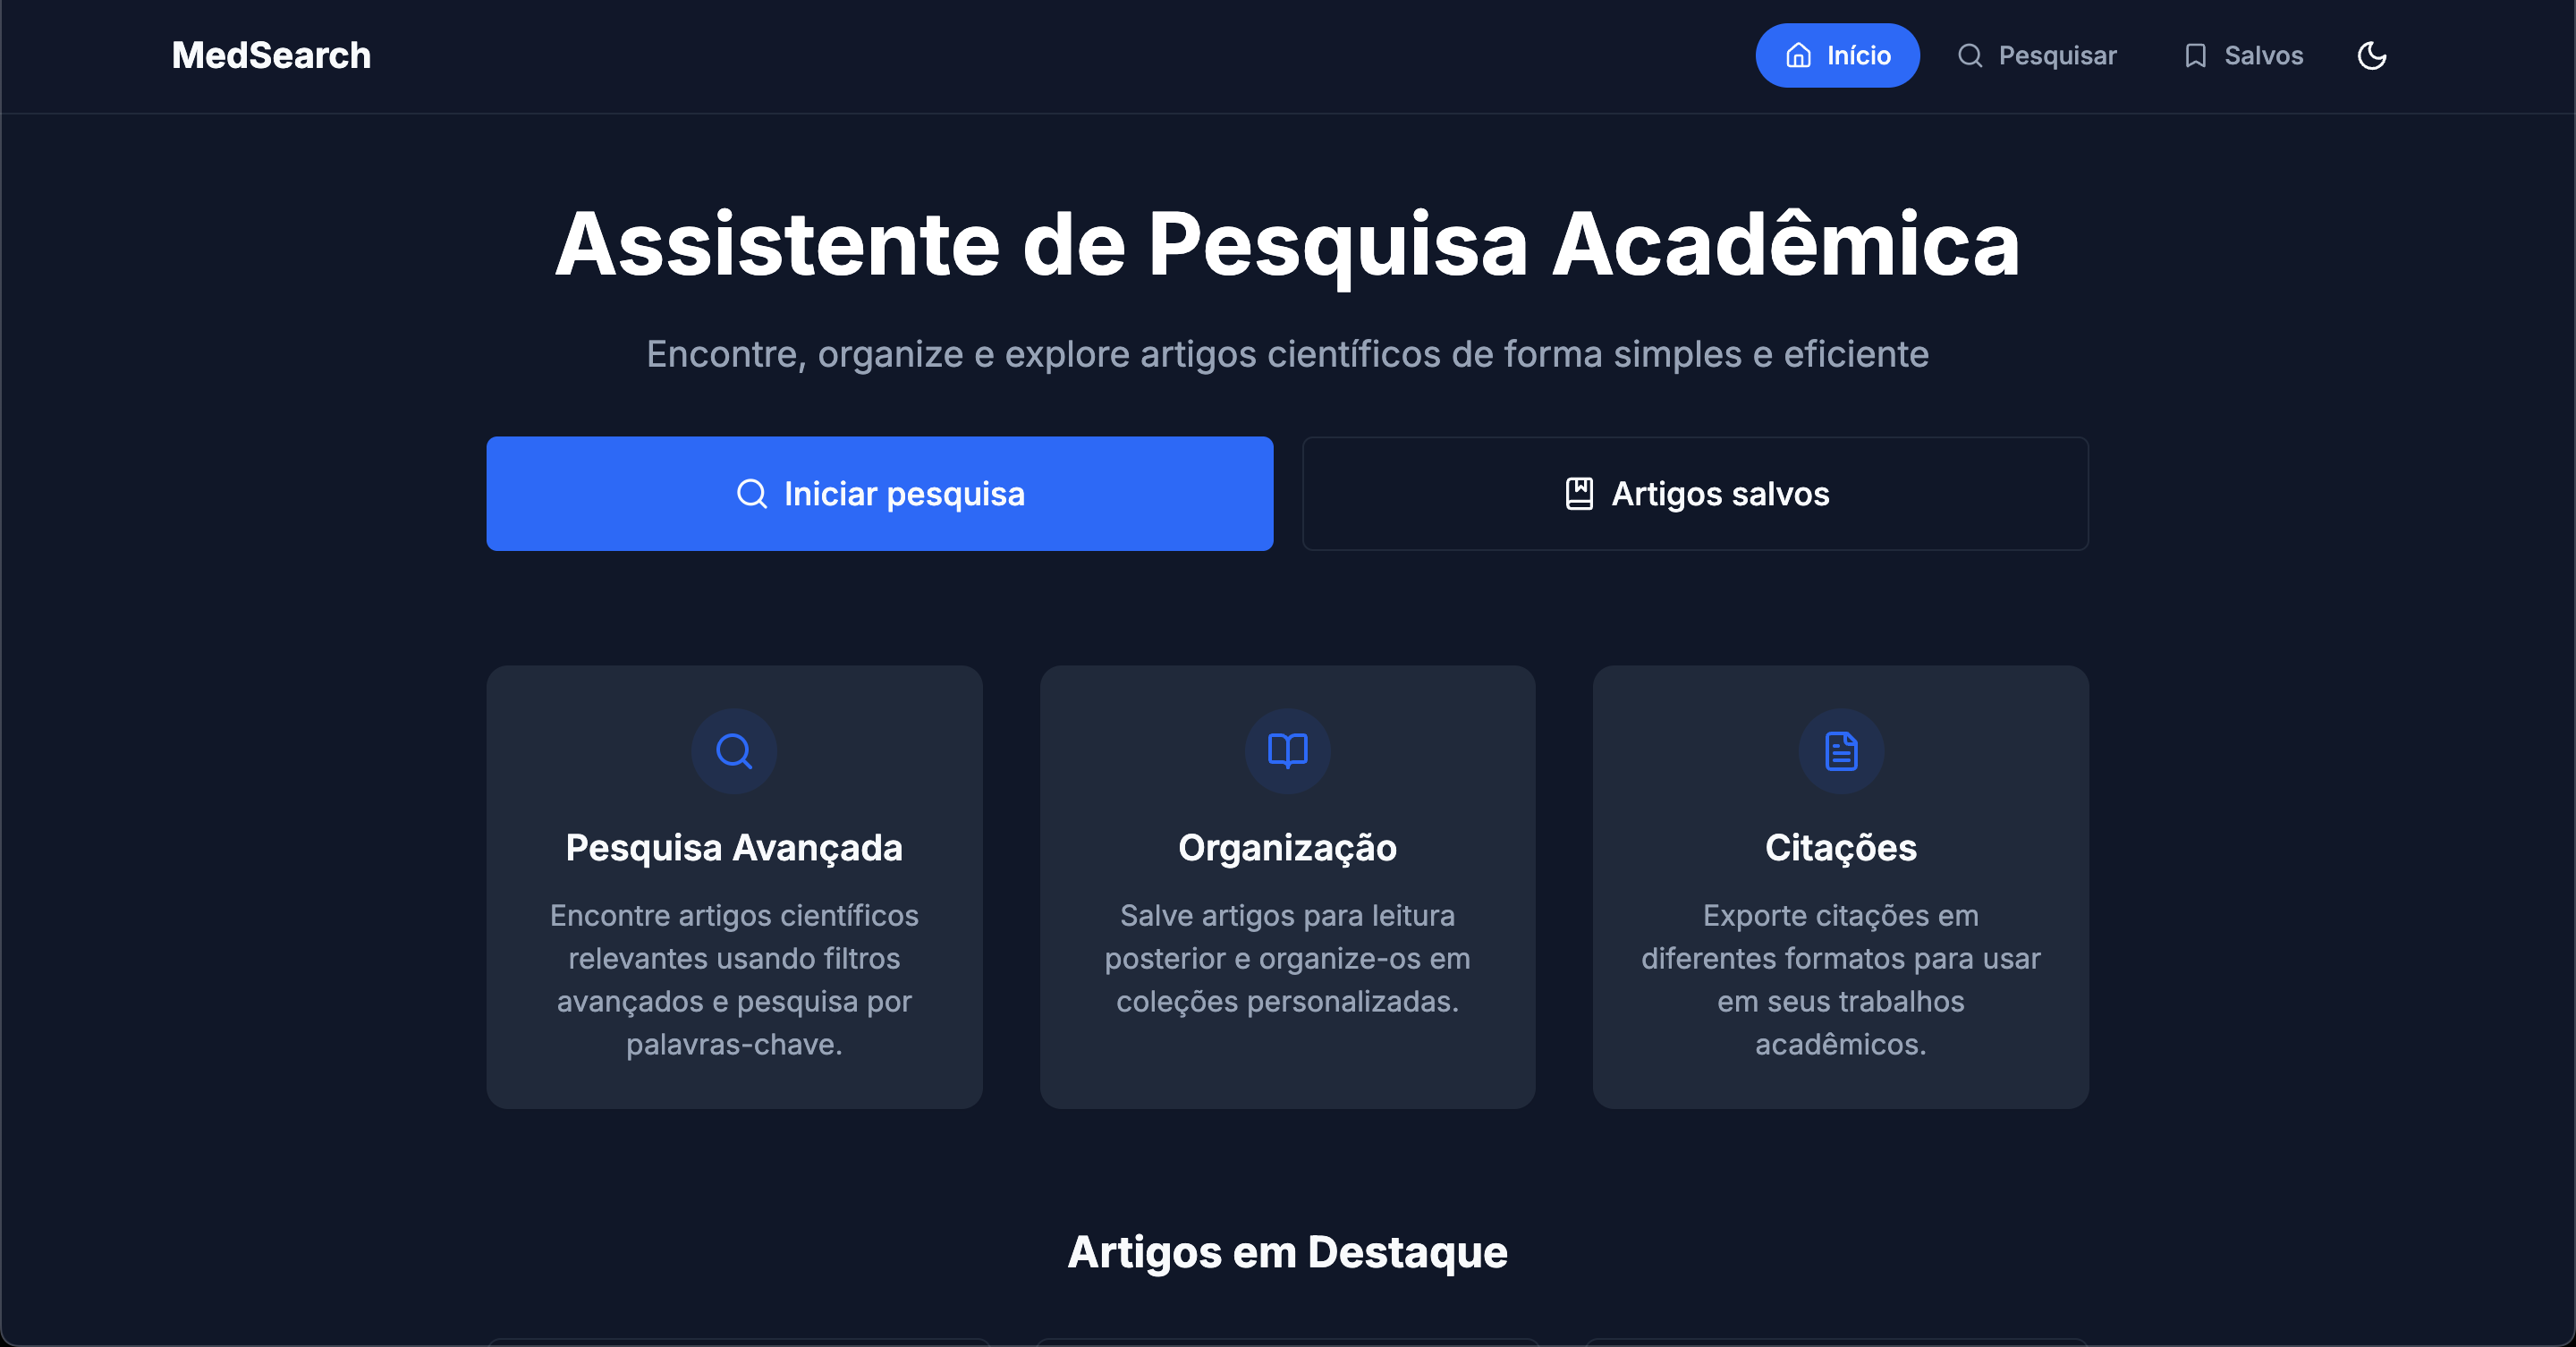 MedSearch
Início
Pesquisar
Salvos
Assistente de Pesquisa Acadêmica
Encontre, organize e explore artigos científicos de forma simples e eficiente
Iniciar pesquisa
Artigos salvos
Pesquisa Avançada
Encontre artigos científicos
relevantes usando filtros
avançados e pesquisa por
palavras-chave.
Organização
Salve artigos para leitura
posterior e organize-os em
coleções personalizadas.
Citações
Exporte citações em
diferentes formatos para usar
em seus trabalhos
acadêmicos.
Artigos em Destaque